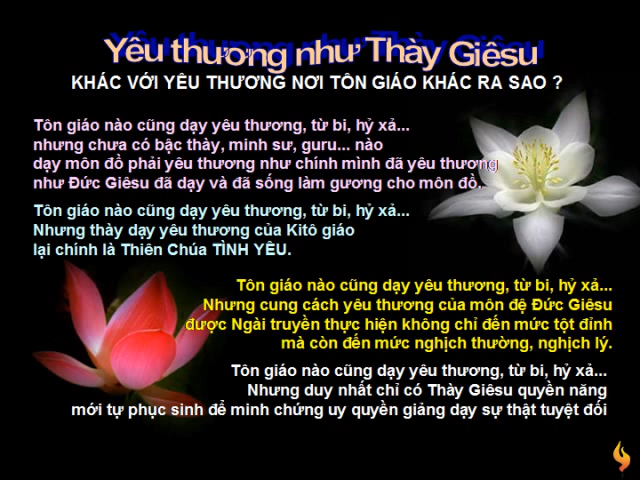 Yêu thương như Thày Giêsu
KHÁC VỚI YÊU THƯƠNG NƠI TÔN GIÁO KHÁC RA SAO ?
Tôn giáo nào cũng dạy yêu thương, từ bi, hỷ xả...
nhưng chưa có bậc thày, minh sư, guru... nào
dạy môn đồ phải yêu thương như chính mình đã yêu thương
như Đức Giêsu đã dạy và đã sống làm gương cho môn đồ.
Tôn giáo nào cũng dạy yêu thương, từ bi, hỷ xả...
Nhưng thày dạy yêu thương của Kitô giáo
lại chính là Thiên Chúa TÌNH YÊU.
Tôn giáo nào cũng dạy yêu thương, từ bi, hỷ xả...
Nhưng cung cách yêu thương của môn đệ Đức Giêsu
được Ngài truyền thực hiện không chỉ đến mức tột đỉnh
mà còn đến mức nghịch thường, nghịch lý.
Tôn giáo nào cũng dạy yêu thương, từ bi, hỷ xả...
Nhưng duy nhất chỉ có Thày Giêsu quyền năng
mới tự phục sinh để minh chứng uy quyền giảng dạy sự thật tuyệt đối